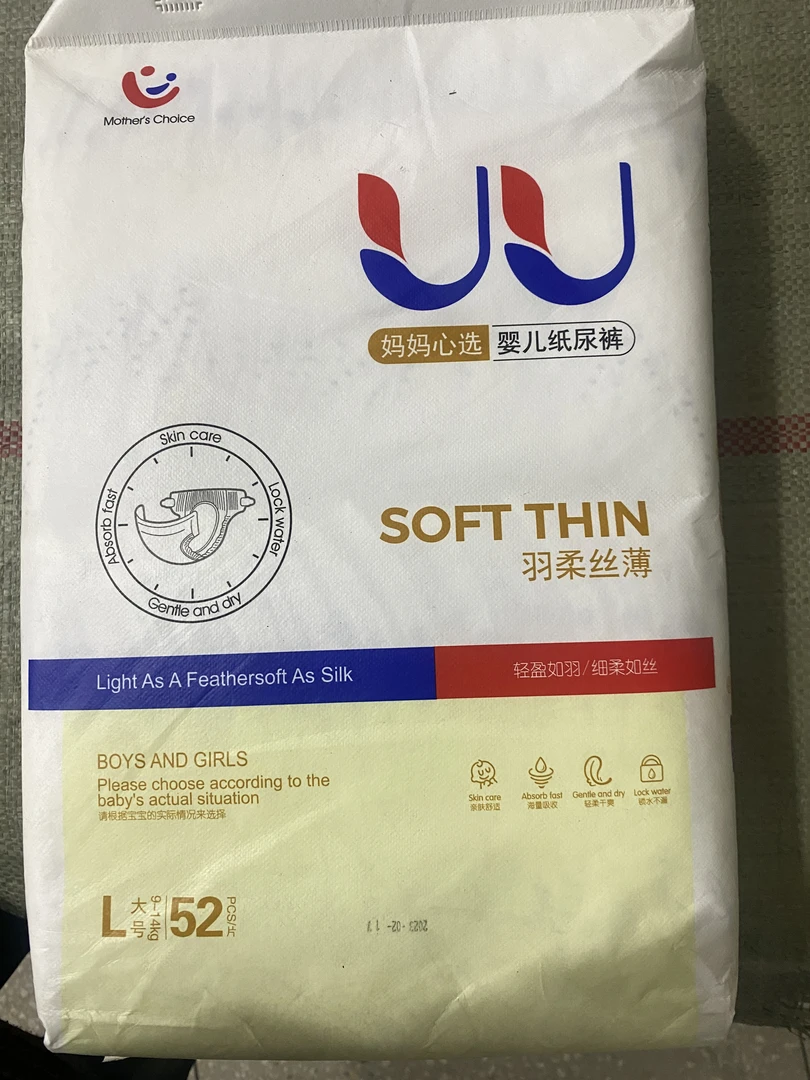 Mother's Choice
UU
妈妈心选 婴儿纸尿裤
Skin care
Absorb fast
Lock water
Gentle and dry
SOFT THIN
羽柔丝薄
Light As A Feathersoft As Silk
轻盈如羽/细柔如丝
BOYS AND GIRLS
Please choose according to the
baby's actual situation
请根据宝宝的实际情况来选择
Skin care
亲肤舒适
Absorb fast
海量吸收
Gentle and dry
轻柔干爽
Lock water
锁水不漏
L 大号 9-14kg 52 PCS/片